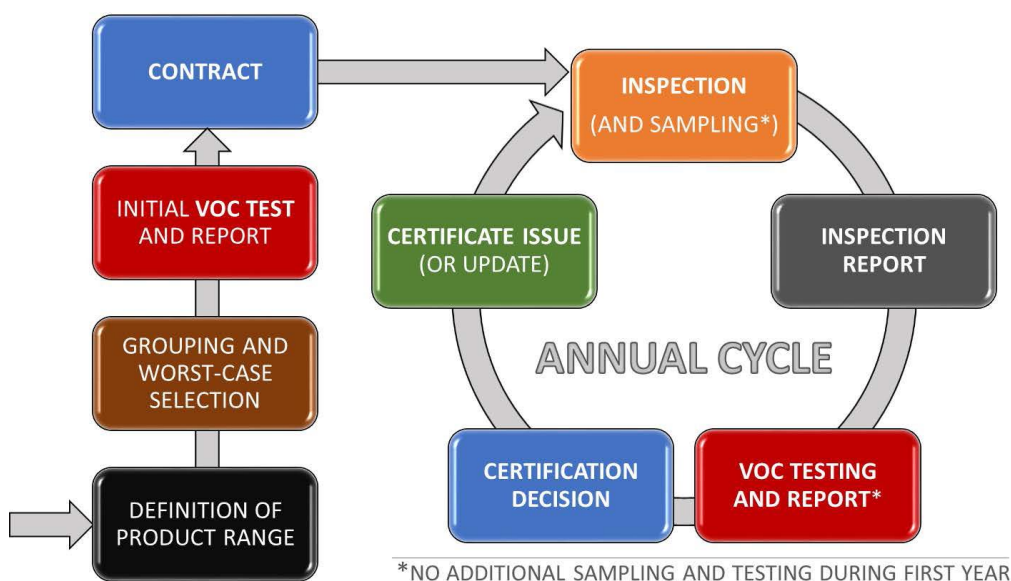 CONTRACT
INITIAL VOC TEST
AND REPORT
GROUPING AND
WORST-CASE
SELECTION
DEFINITION OF
PRODUCT RANGE
INSPECTION
(AND SAMPLING*)
INSPECTION
REPORT
VOC TESTING
AND REPORT*
CERTIFICATION
DECISION
CERTIFICATE ISSUE
(OR UPDATE)
ANNUAL CYCLE
*NO ADDITIONAL SAMPLING AND TESTING DURING FIRST YEAR